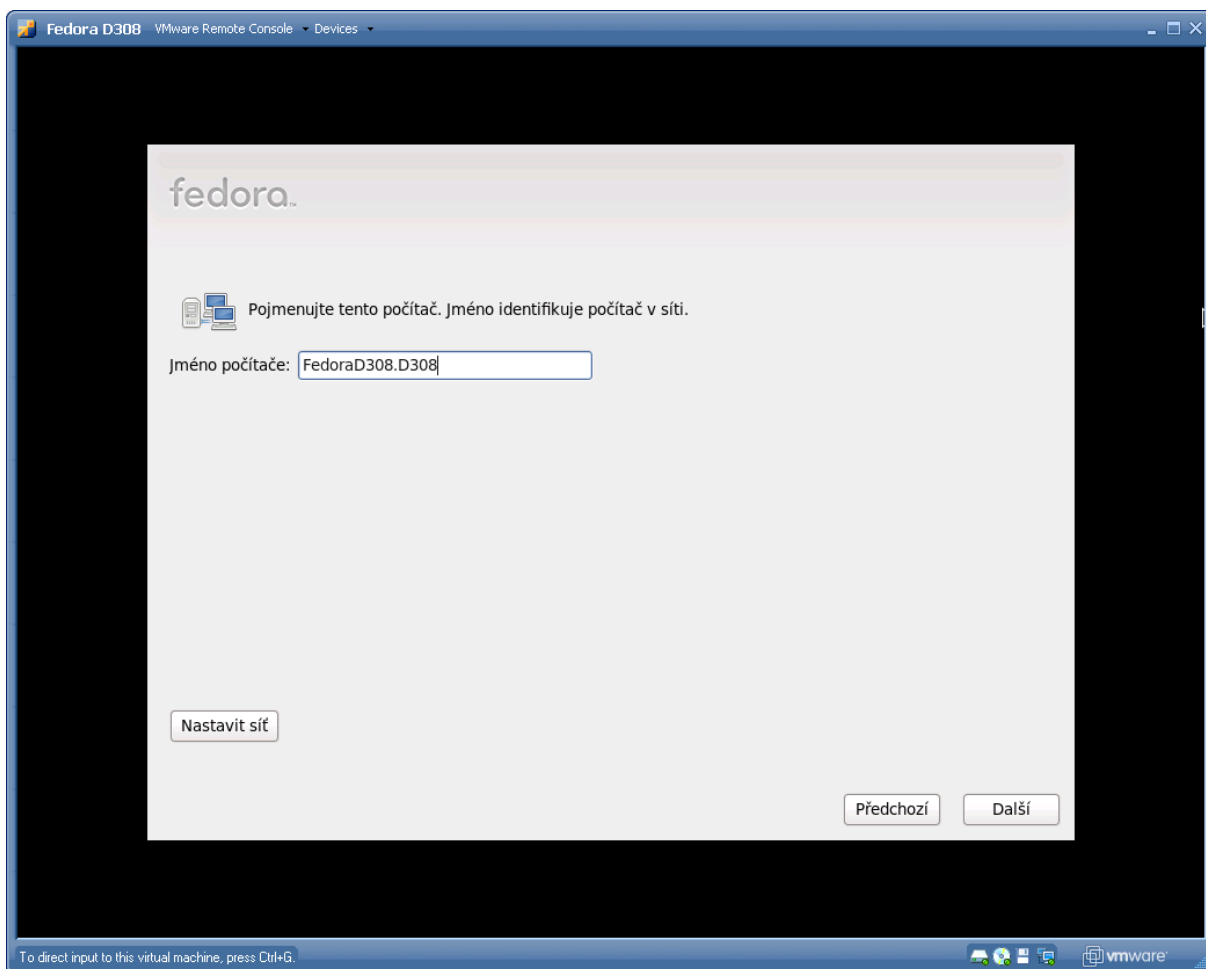 Fedora D308 VMware Remote Console Devices
fedora™
Pojmenujte tento počítač. Jméno identifikuje počítač v síti.
Jméno počítače: FedoraD308.D308
Nastavit síť
Předchozí Další
To direct input to this virtual machine, press Ctrl+G. vmware